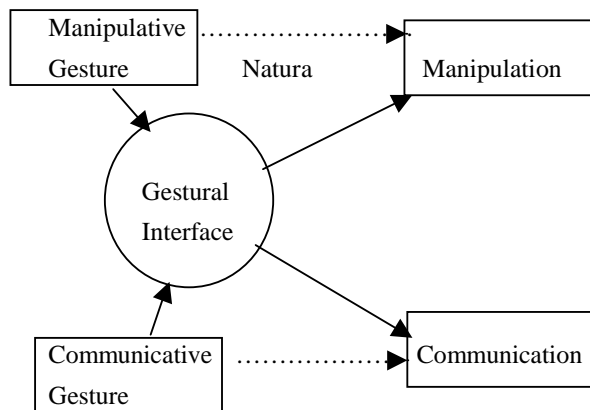 Manipulative
Gesture
Natura
Manipulation
Gestural
Interface
Communicative
Gesture
Communication